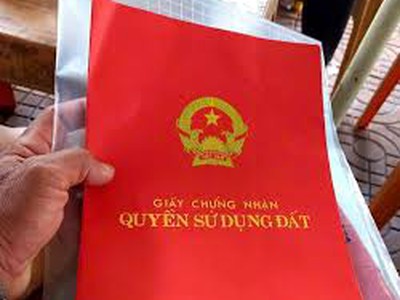 GIẤY CHỨNG NHẬN
QUYỀN SỬ DỤNG ĐẤT